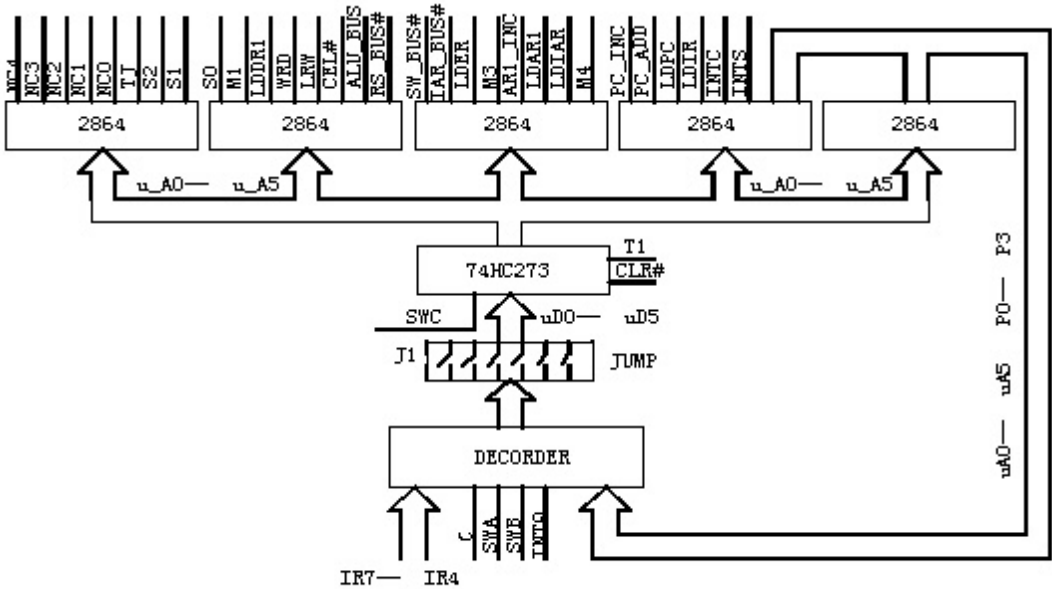 NC4 NC3 NC2 NC1 NC0 TJ S2 S1 S0 M1 LDDR1 WRD LRW CEL# ALU_BUS RS_BUS# SW_BUS# IAR_BUS# LDER M3 AR1_INC LDAR1 LDIAR M4 PC_INC PC_ADD LDPC LDIR INTC INTS
2864 2864 2864 2864 2864
u_A0— u_A5 u_A0— u_A5
T1
74HC273
CLR#
SWC
uD0— uD5
J1 JUMP
uA0— uA5 P0— P3
DECORDER
C SWA SWB INTQ
IR7— IR4